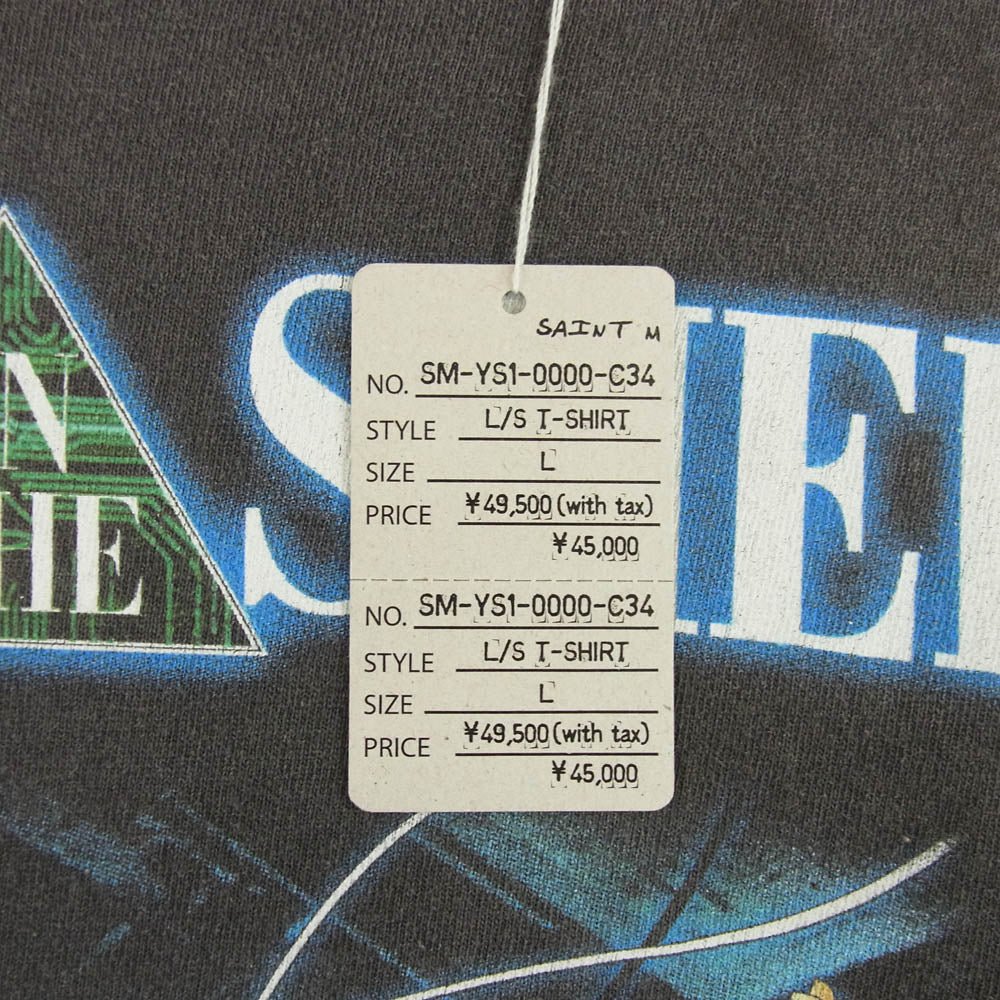 SAINT M
NO. SM-YS1-0000-C34
STYLE L/S T-SHIRT
SIZE L
PRICE ¥49,500 (with tax)
¥45,000
NO. SM-YS1-0000-C34
STYLE L/S T-SHIRT
SIZE L
PRICE ¥49,500 (with tax)
¥45,000